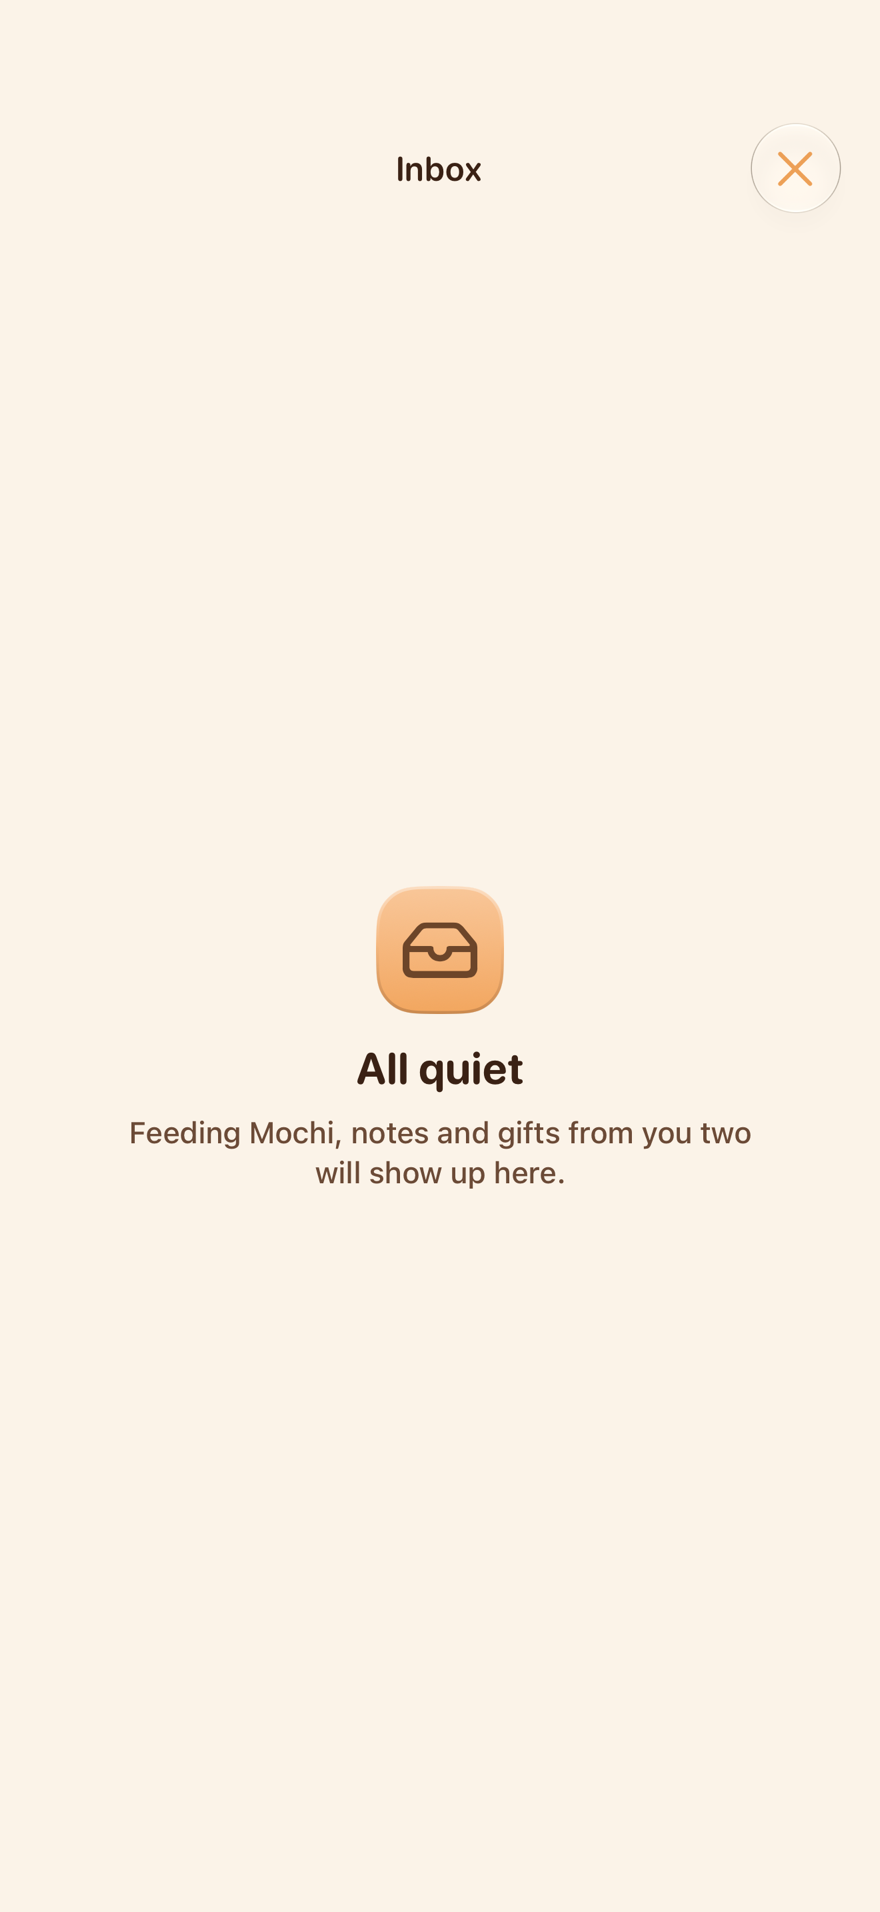 Inbox
All quiet
Feeding Mochi, notes and gifts from you two
will show up here.